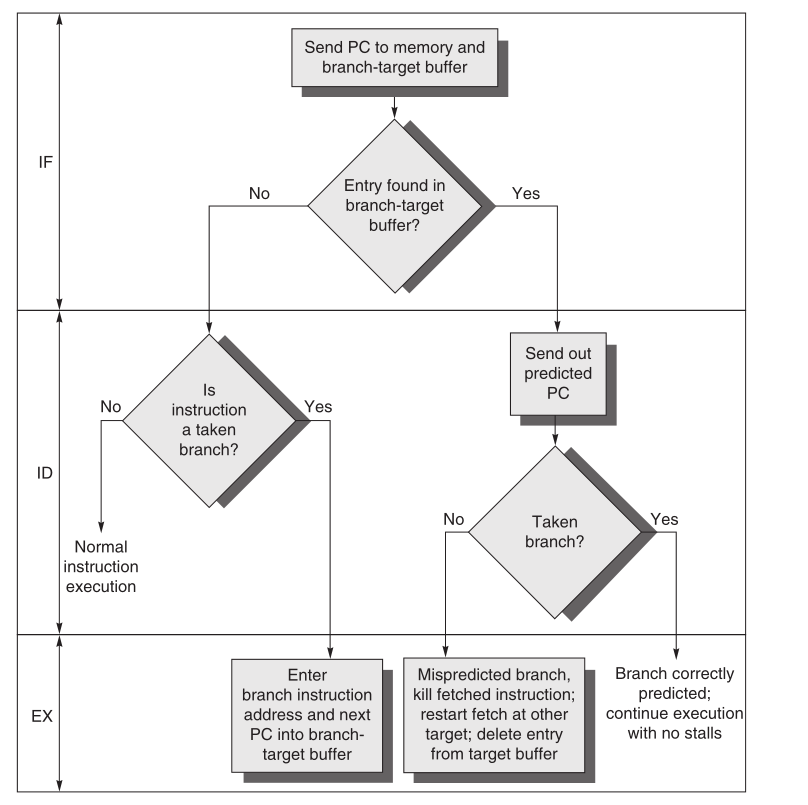 Send PC to memory and
branch-target buffer
IF
Entry found in
branch-target
buffer?
No
Yes
ID
Is
instruction
a taken
branch?
No
Yes
Normal
instruction
execution
Send out
predicted
PC
Taken
branch?
No
Yes
EX
Enter
branch instruction
address and next
PC into branch-
target buffer
Mispredicted branch,
kill fetched instruction;
restart fetch at other
target; delete entry
from target buffer
Branch correctly
predicted;
continue execution
with no stalls